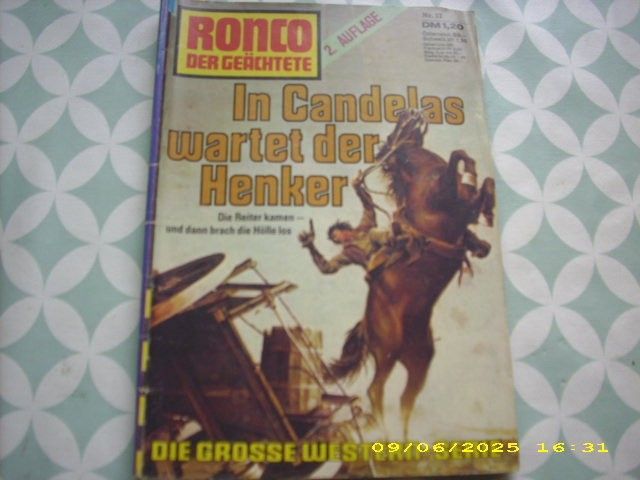 RONCO
DER GEÄCHTETE
2. AUFLAGE
DM 1,20
In Candelas
wartet der
Henker
Die Reiter kamen –
und dann brach die Hölle los
DIE GROSSE WESTERN
09/06/2025 16:31